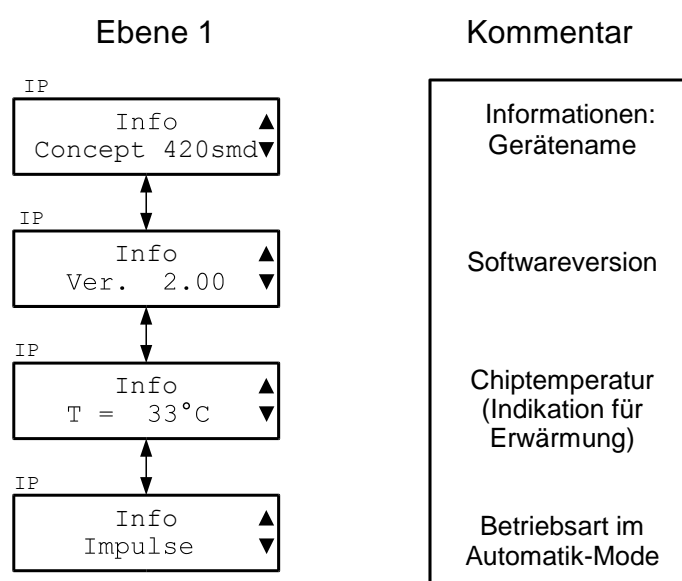 Ebene 1
Kommentar
IP
Info ▲
Concept 420smd▼
Informationen:
Gerätename
IP
Info ▲
Ver. 2.00 ▼
Softwareversion
IP
Info ▲
T = 33°C ▼
Chiptemperatur
(Indikation für
Erwärmung)
IP
Info ▲
Impulse ▼
Betriebsart im
Automatik-Mode